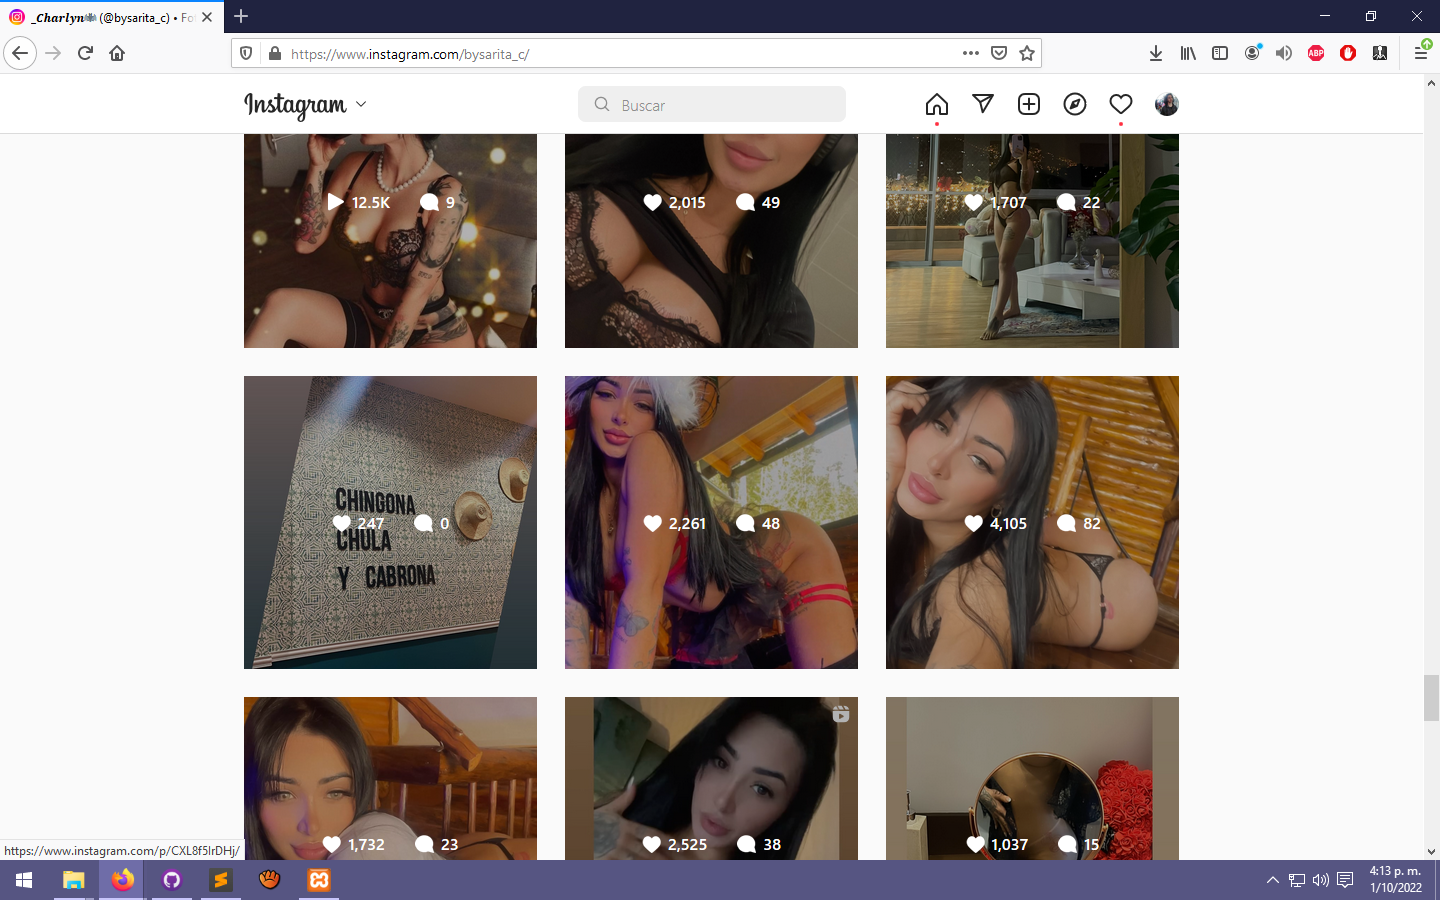 _Charlyn (@bysarita_c) • Fo
https://www.instagram.com/bysarita_c/
ABP
Instagram
Buscar
12.5K 9
2,015 49
1,707 22
CHINGONA
CHULA
Y CABRONA
247 0
2,261 48
4,105 82
1,732 23
2,525 38
1,037 15
https://www.instagram.com/p/CXL8f5lrDHj/
4:13 p. m.
1/10/2022